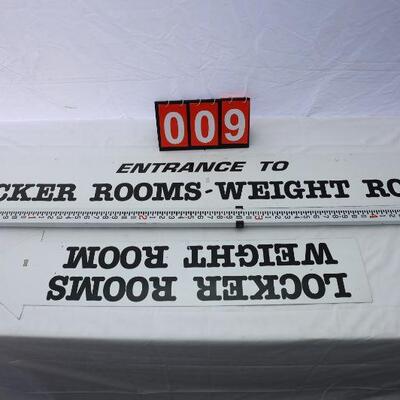 009
ENTRANCE TO
CKER ROOMS-WEIGHT RO
LOCKER ROOMS
WEIGHT ROOM